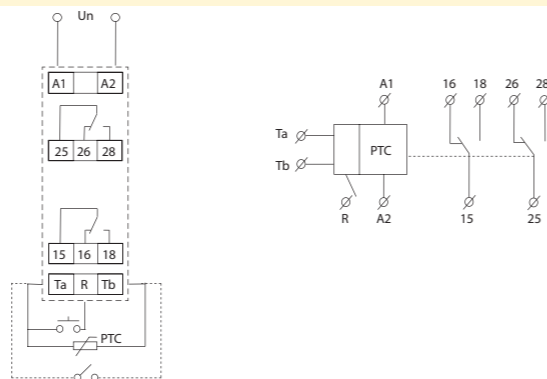 Un
A1 A2
25 26 28
15 16 18
Ta R Tb
PTC
A1 16 18 26 28
Ta
PTC
Tb
R A2 15 25